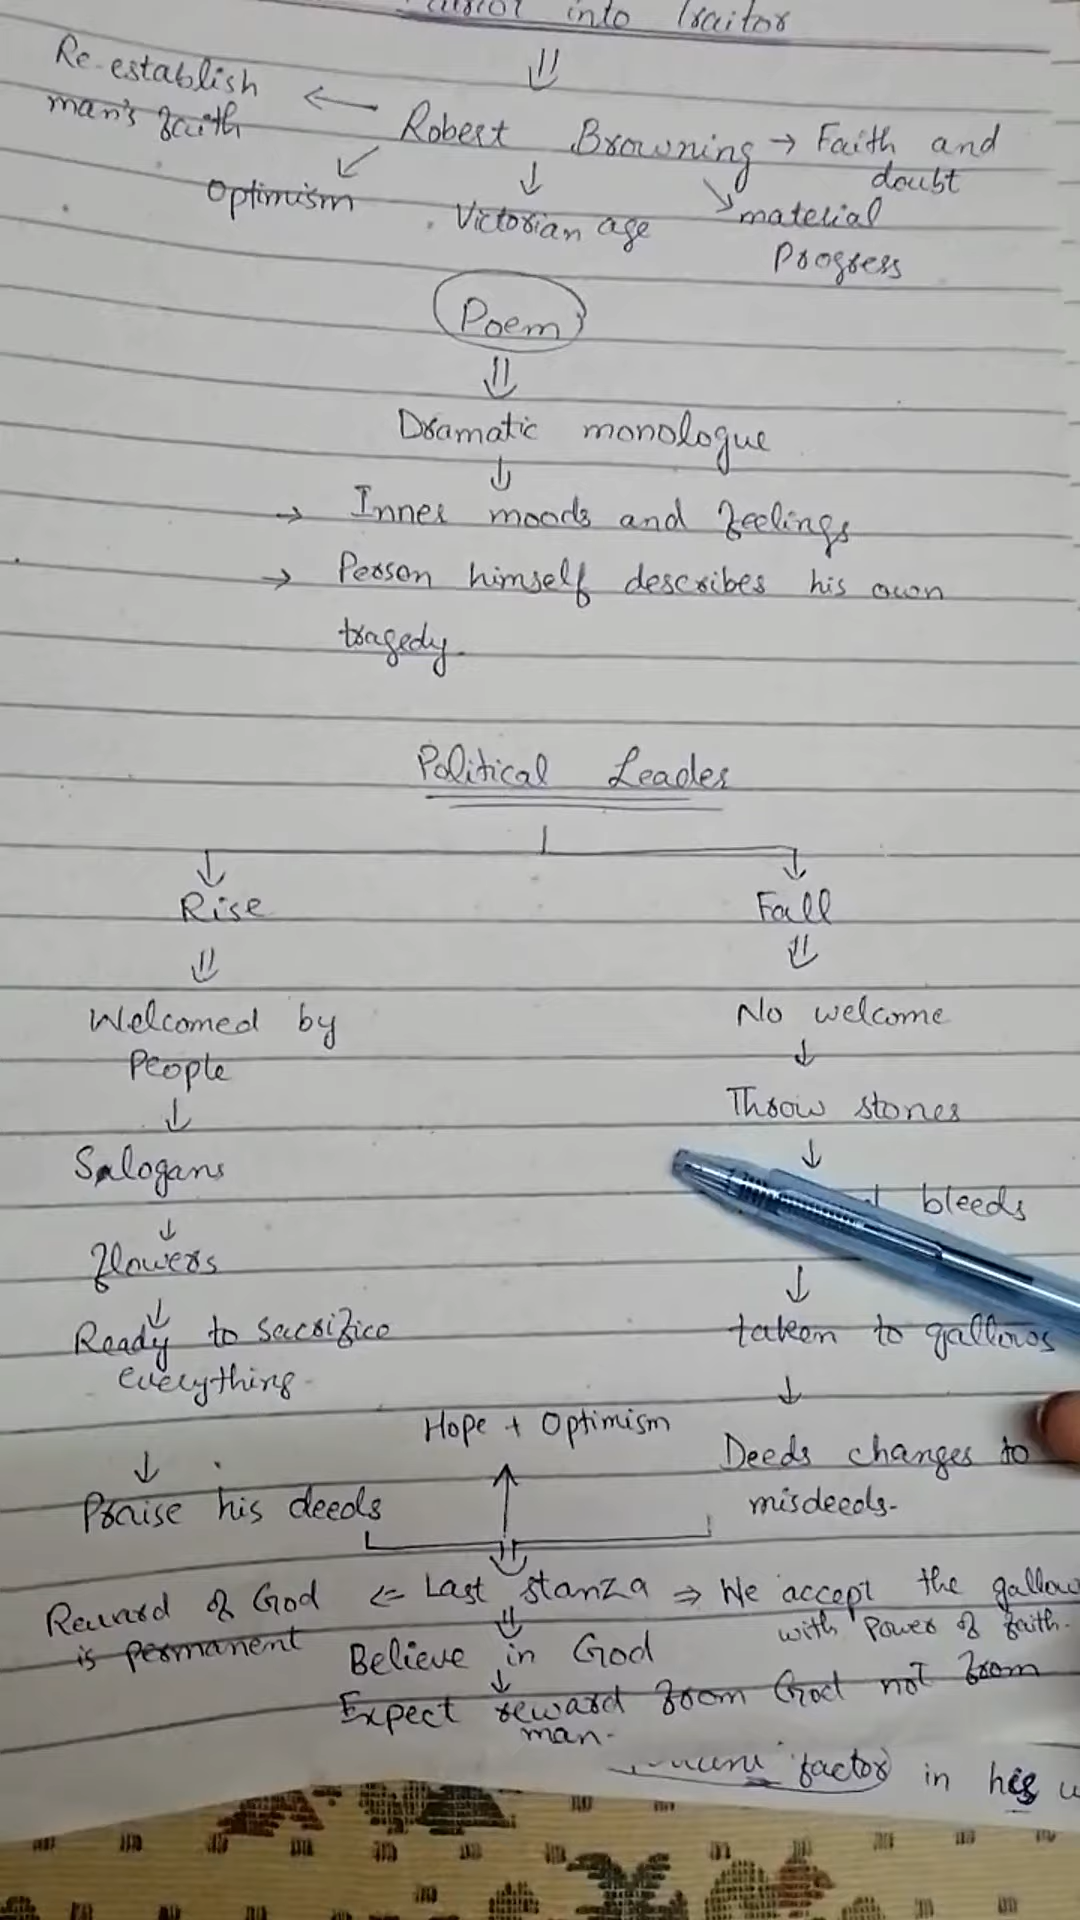 into Traitor
Re-establish
man's faith
Robert Browning → Faith and
doubt
Optimism
Victorian age
material
Progress
Poem
Dramatic monologue
→ Inner moods and feelings
→ Person himself describes his own
tragedy.
Political Leader
Rise
Fall
Welcomed by
People
No welcome
Throw stones
Slogans
bleeds
flowers
Ready to sacrifice
everything.
taken to gallows
Hope + Optimism
Deeds changes to
misdeeds.
Praise his deeds
Reward of God
is permanent
⇐ Last stanza ⇒ We accept the
with Power of faith.
Believe in God
Expect reward from God not from
man.
factor in his